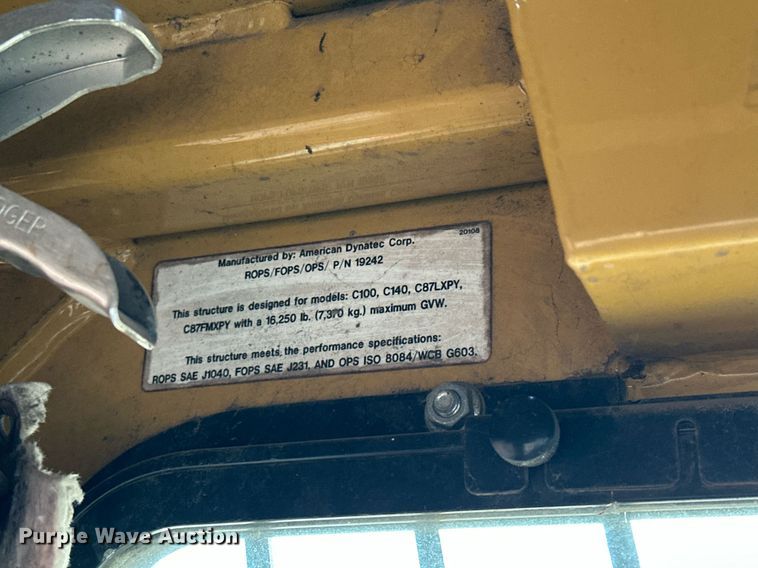 OGER
20108
Manufactured by: American Dynatec Corp.
ROPS/FOPS/OPS/ P/N 19242
This structure is designed for models: C100, C140, C87LXPY,
C87FMXPY with a 16,250 lb. (7,370 kg.) maximum GVW.
This structure meets the performance specifications:
ROPS SAE J1040, FOPS SAE J231, AND OPS ISO 8084/WCB G603.
Purple Wave Auction